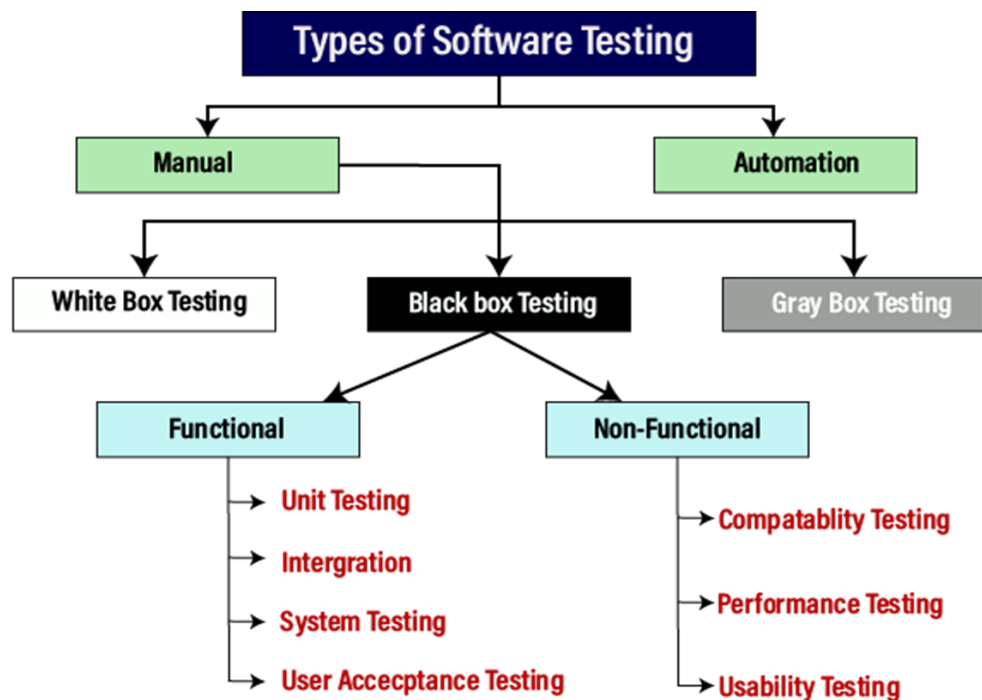 Types of Software Testing
Manual
Automation
White Box Testing
Black box Testing
Gray Box Testing
Functional
Non-Functional
Unit Testing
Intergration
System Testing
User Accecptance Testing
Compatablity Testing
Performance Testing
Usability Testing